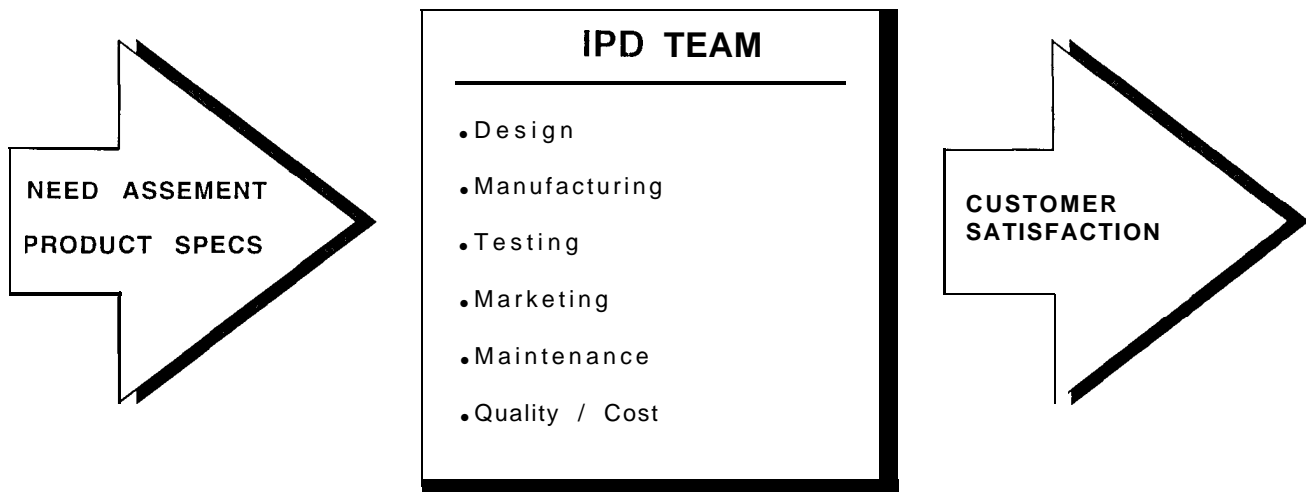 NEED ASSEMENT
PRODUCT SPECS
IPD TEAM
• Design
• Manufacturing
• Testing
• Marketing
• Maintenance
• Quality / Cost
CUSTOMER
SATISFACTION